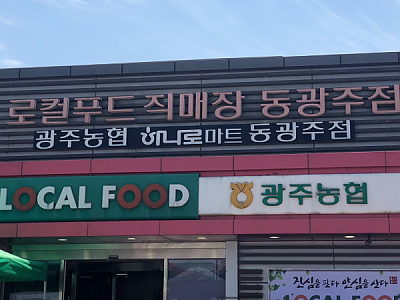 로컬푸드 직매장 동광주점
광주농협 하나로마트 동광주점
LOCAL FOOD 광주농협
진심을 판다 안심을 산다
LOCAL FOOD